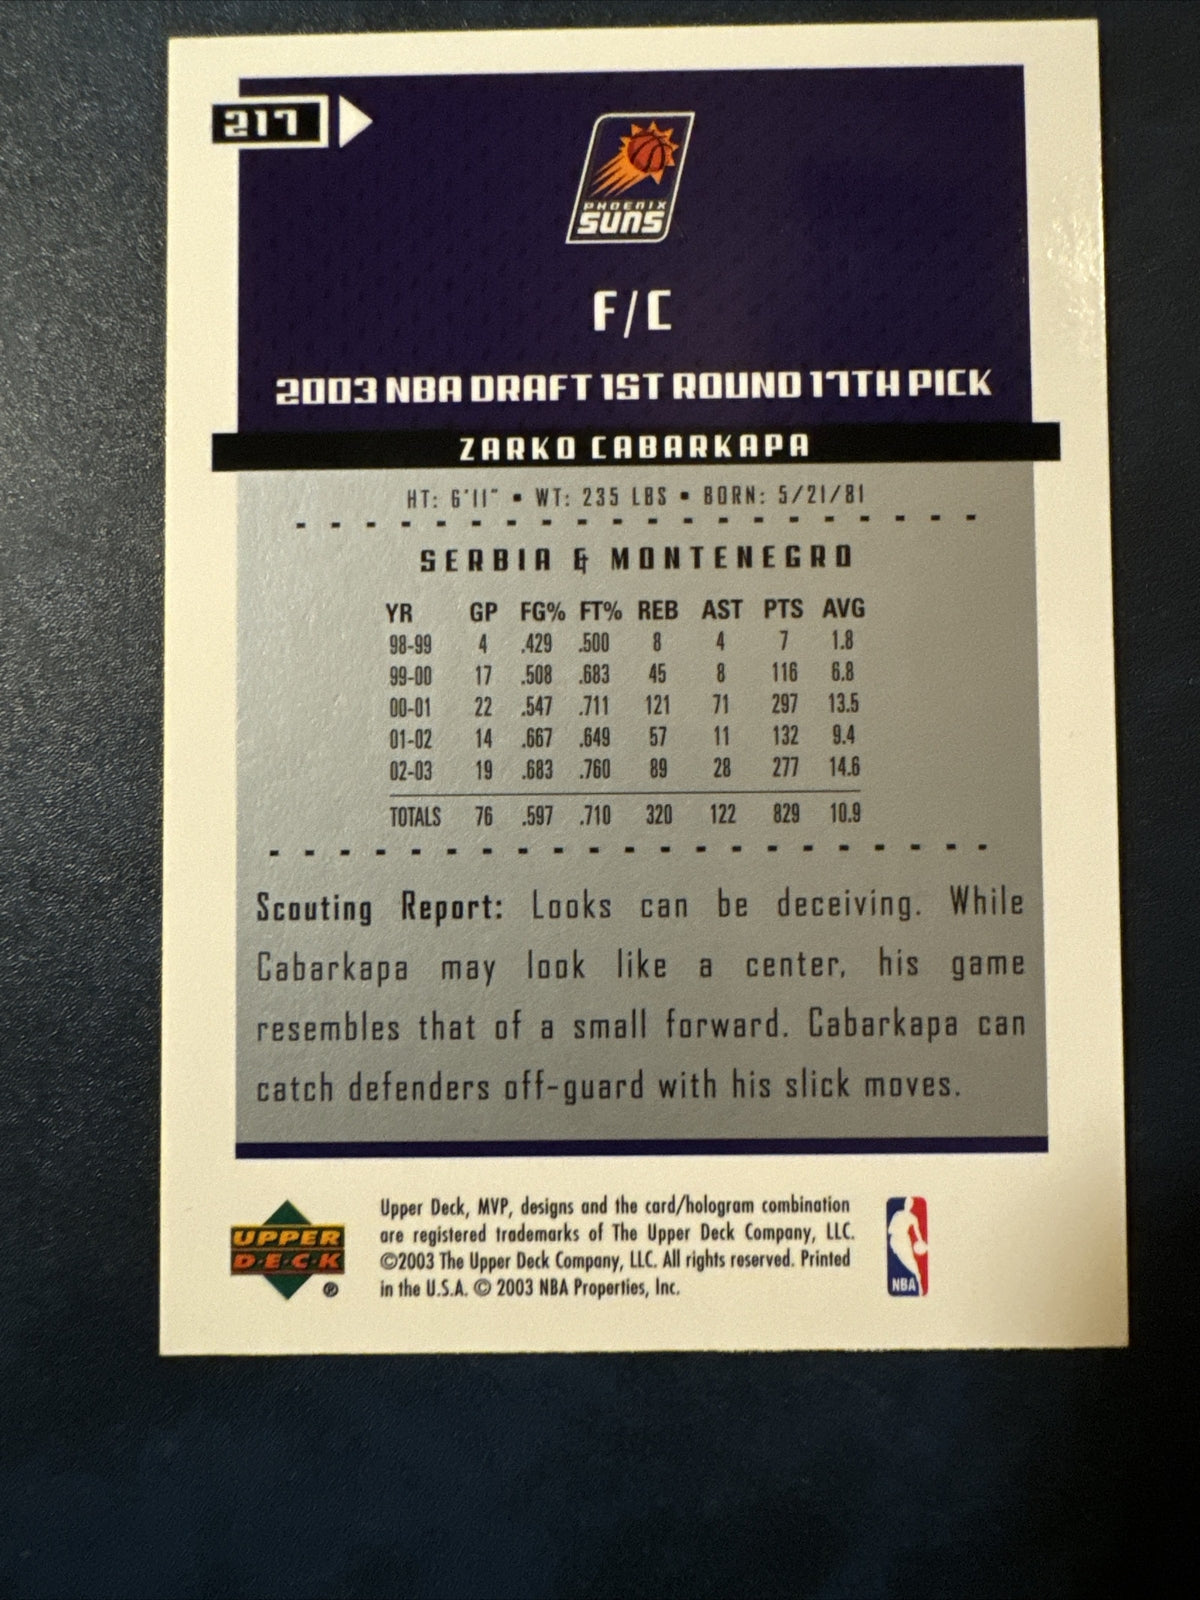 217
PHOENIX
SUNS
F/C
2003 NBA DRAFT 1ST ROUND 17TH PICK
ZARKO CABARKAPA
HT: 6'11" • WT: 235 LBS • BORN: 5/21/81
SERBIA & MONTENEGRO
YR GP FG% FT% REB AST PTS AVG
98-99 4 .429 .500 8 4 7 1.8
99-00 17 .508 .683 45 8 116 6.8
00-01 22 .547 .711 121 71 297 13.5
01-02 14 .667 .649 57 11 132 9.4
02-03 19 .683 .760 89 28 277 14.6
TOTALS 76 .597 .710 320 122 829 10.9
Scouting Report: Looks can be deceiving. While
Cabarkapa may look like a center, his game
resembles that of a small forward. Cabarkapa can
catch defenders off-guard with his slick moves.
UPPER
D·E·C·K
®
Upper Deck, MVP, designs and the card/hologram combination
are registered trademarks of The Upper Deck Company, LLC.
©2003 The Upper Deck Company, LLC. All rights reserved. Printed
in the U.S.A. © 2003 NBA Properties, Inc.
NBA